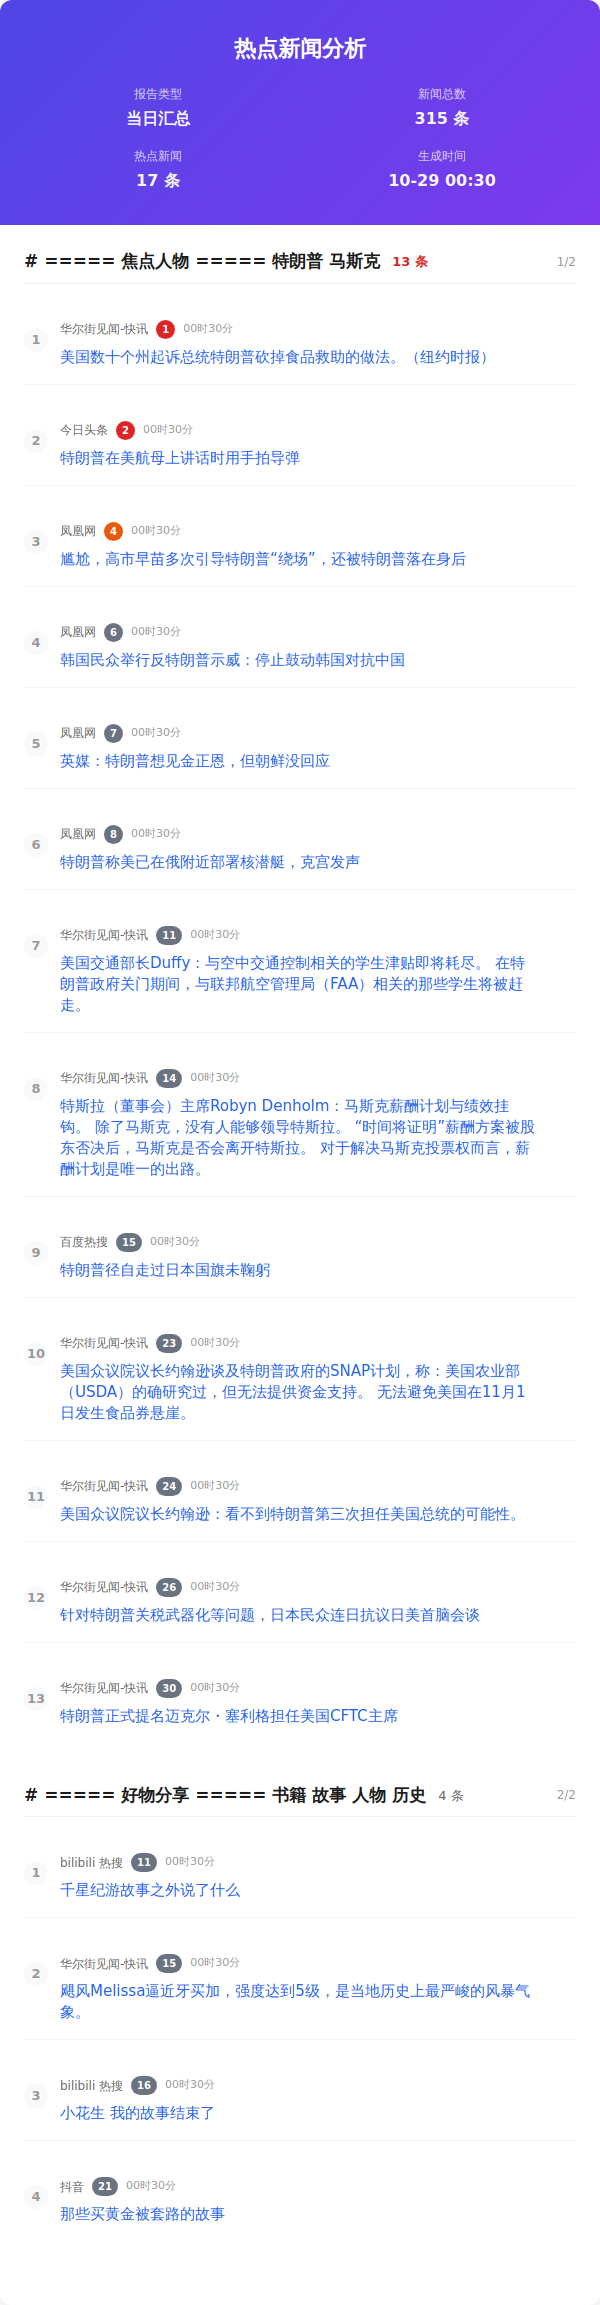 热点新闻分析
报告类型
当日汇总
新闻总数
315 条
热点新闻
17 条
生成时间
10-29 00:30
# ===== 焦点人物 ===== 特朗普 马斯克 13 条 1/2
1
华尔街见闻-快讯 1 00时30分
美国数十个州起诉总统特朗普砍掉食品救助的做法。（纽约时报）
2
今日头条 2 00时30分
特朗普在美航母上讲话时用手拍导弹
3
凤凰网 4 00时30分
尴尬，高市早苗多次引导特朗普“绕场”，还被特朗普落在身后
4
凤凰网 6 00时30分
韩国民众举行反特朗普示威：停止鼓动韩国对抗中国
5
凤凰网 7 00时30分
英媒：特朗普想见金正恩，但朝鲜没回应
6
凤凰网 8 00时30分
特朗普称美已在俄附近部署核潜艇，克宫发声
7
华尔街见闻-快讯 11 00时30分
美国交通部长Duffy：与空中交通控制相关的学生津贴即将耗尽。 在特
朗普政府关门期间，与联邦航空管理局（FAA）相关的那些学生将被赶
走。
8
华尔街见闻-快讯 14 00时30分
特斯拉（董事会）主席Robyn Denholm：马斯克薪酬计划与绩效挂
钩。 除了马斯克，没有人能够领导特斯拉。 “时间将证明”薪酬方案被股
东否决后，马斯克是否会离开特斯拉。 对于解决马斯克投票权而言，薪
酬计划是唯一的出路。
9
百度热搜 15 00时30分
特朗普径自走过日本国旗未鞠躬
10
华尔街见闻-快讯 23 00时30分
美国众议院议长约翰逊谈及特朗普政府的SNAP计划，称：美国农业部
（USDA）的确研究过，但无法提供资金支持。 无法避免美国在11月1
日发生食品券悬崖。
11
华尔街见闻-快讯 24 00时30分
美国众议院议长约翰逊：看不到特朗普第三次担任美国总统的可能性。
12
华尔街见闻-快讯 26 00时30分
针对特朗普关税武器化等问题，日本民众连日抗议日美首脑会谈
13
华尔街见闻-快讯 30 00时30分
特朗普正式提名迈克尔・塞利格担任美国CFTC主席
# ===== 好物分享 ===== 书籍 故事 人物 历史 4 条 2/2
1
bilibili 热搜 11 00时30分
千星纪游故事之外说了什么
2
华尔街见闻-快讯 15 00时30分
飓风Melissa逼近牙买加，强度达到5级，是当地历史上最严峻的风暴气
象。
3
bilibili 热搜 16 00时30分
小花生 我的故事结束了
4
抖音 21 00时30分
那些买黄金被套路的故事